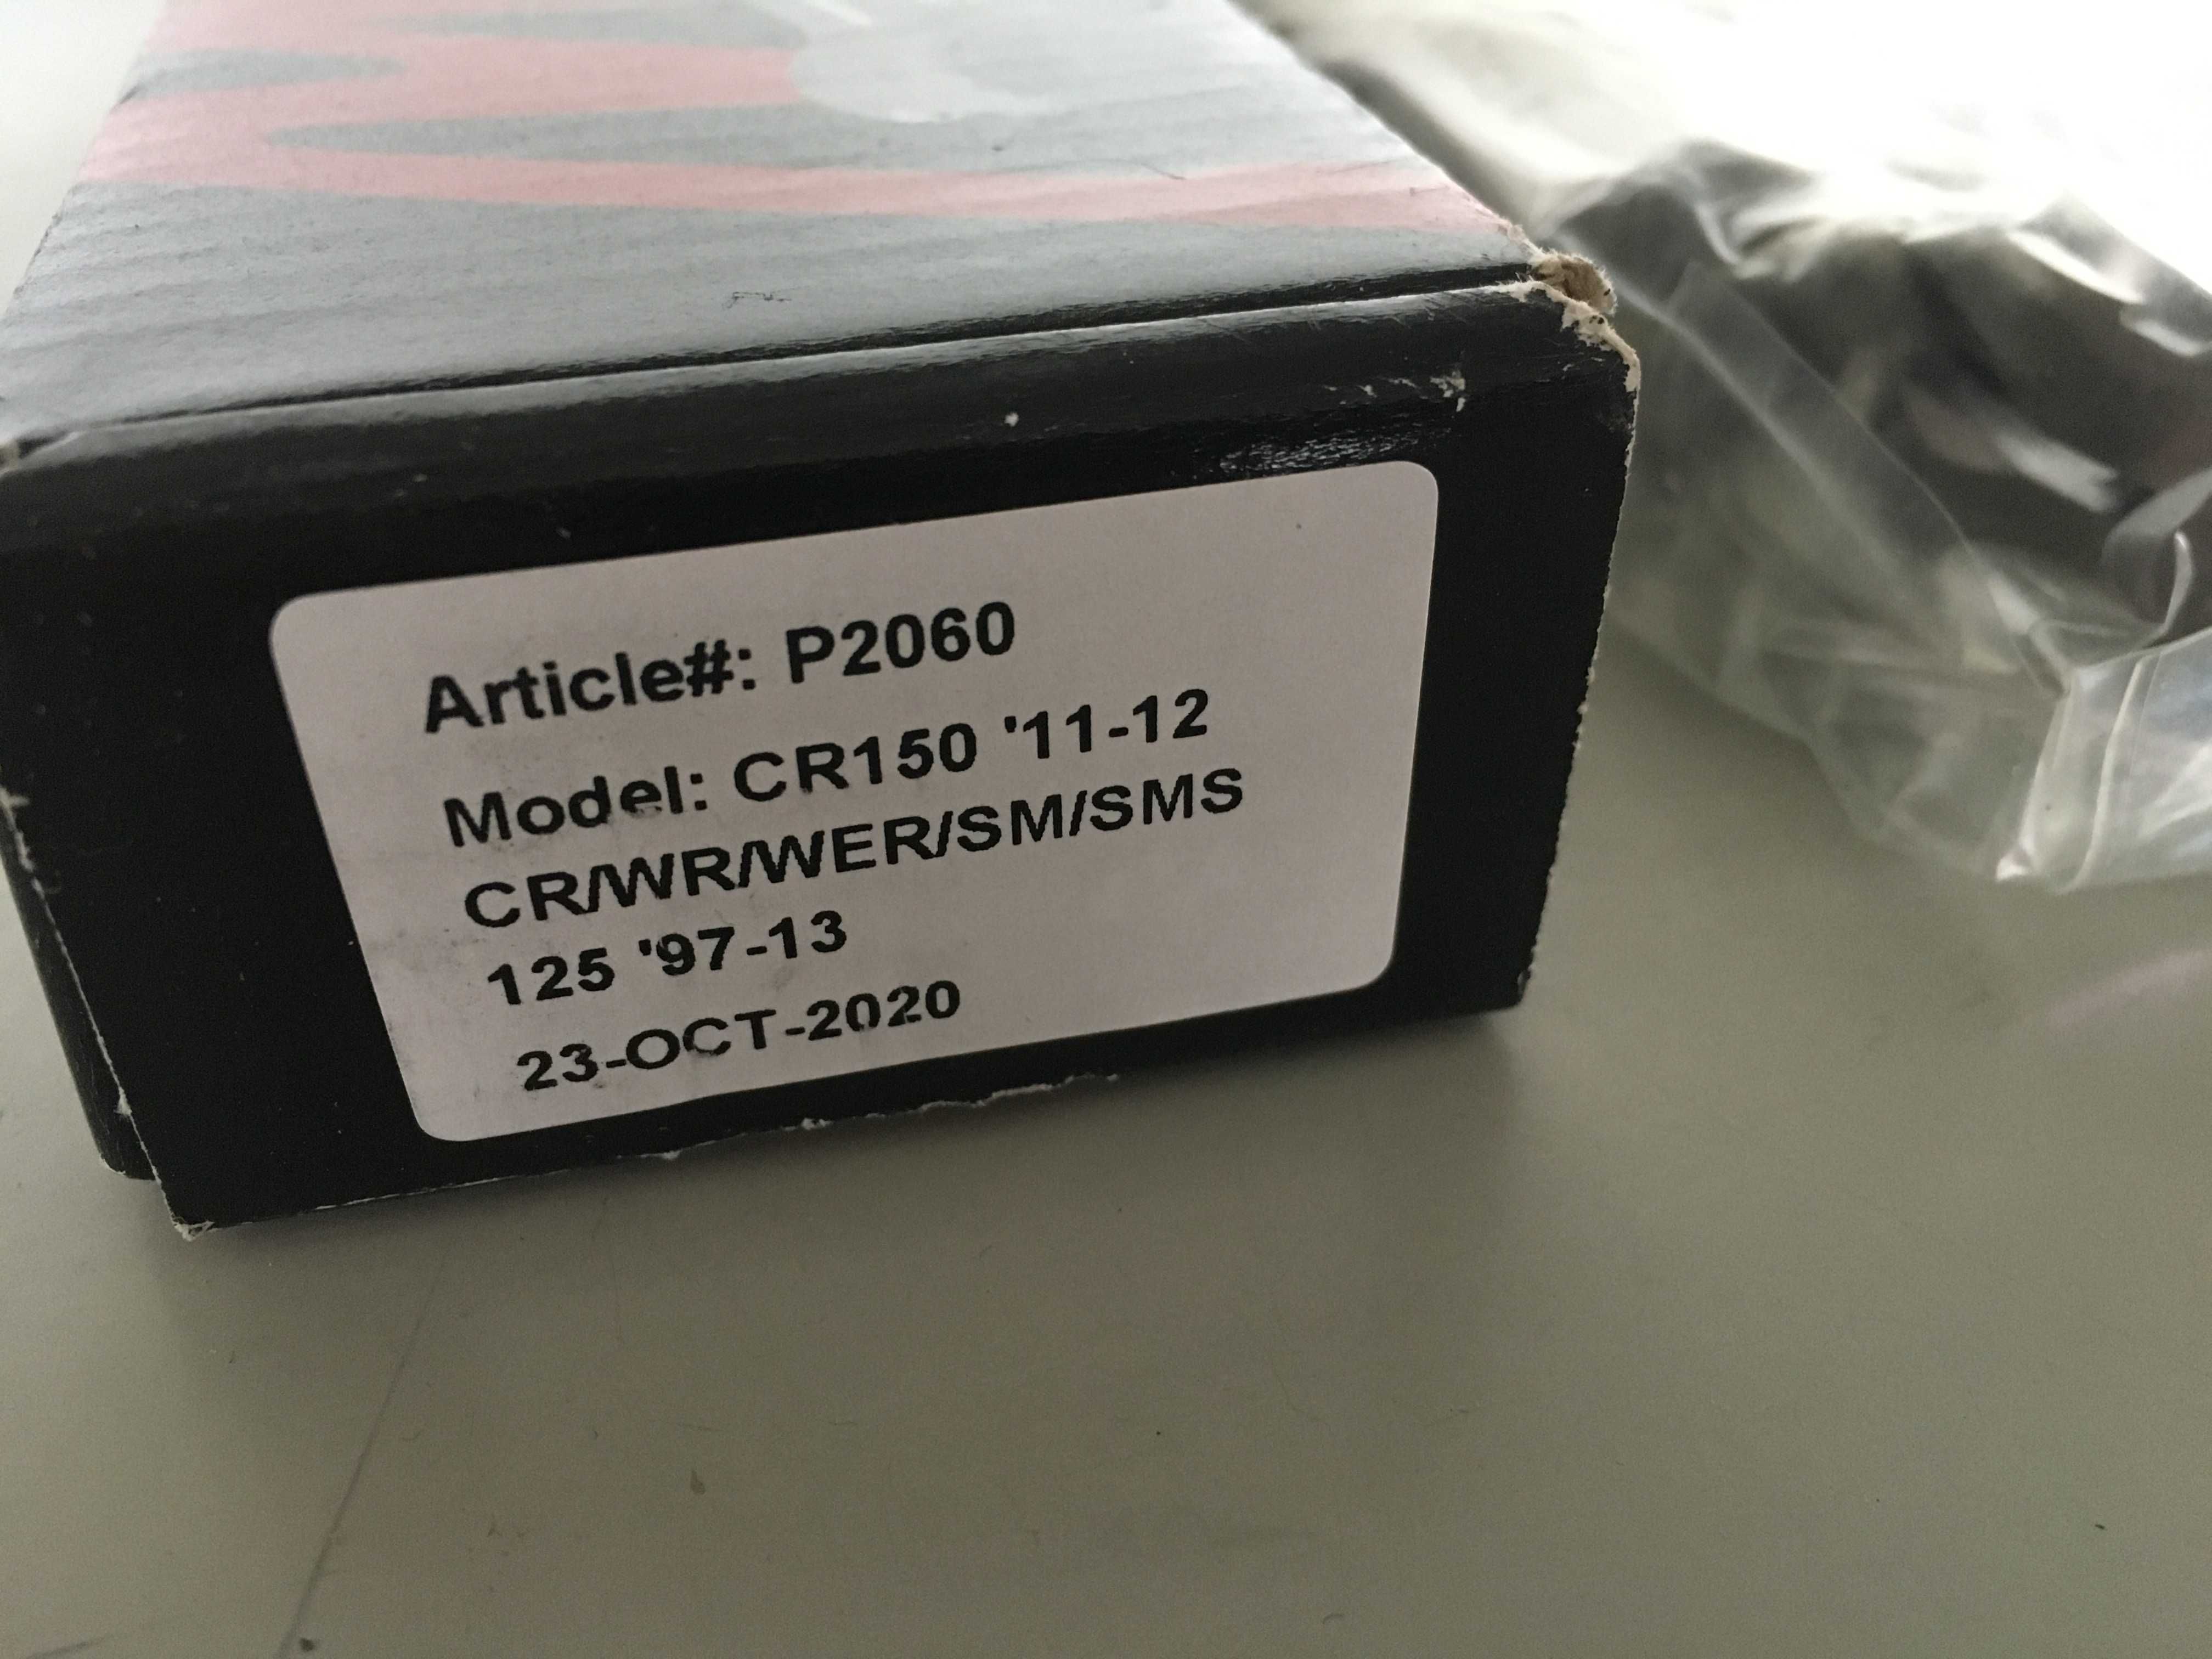 Article#: P2060
Model: CR150 '11-12
CR/WR/WER/SM/SMS
125 '97-13
23-OCT-2020